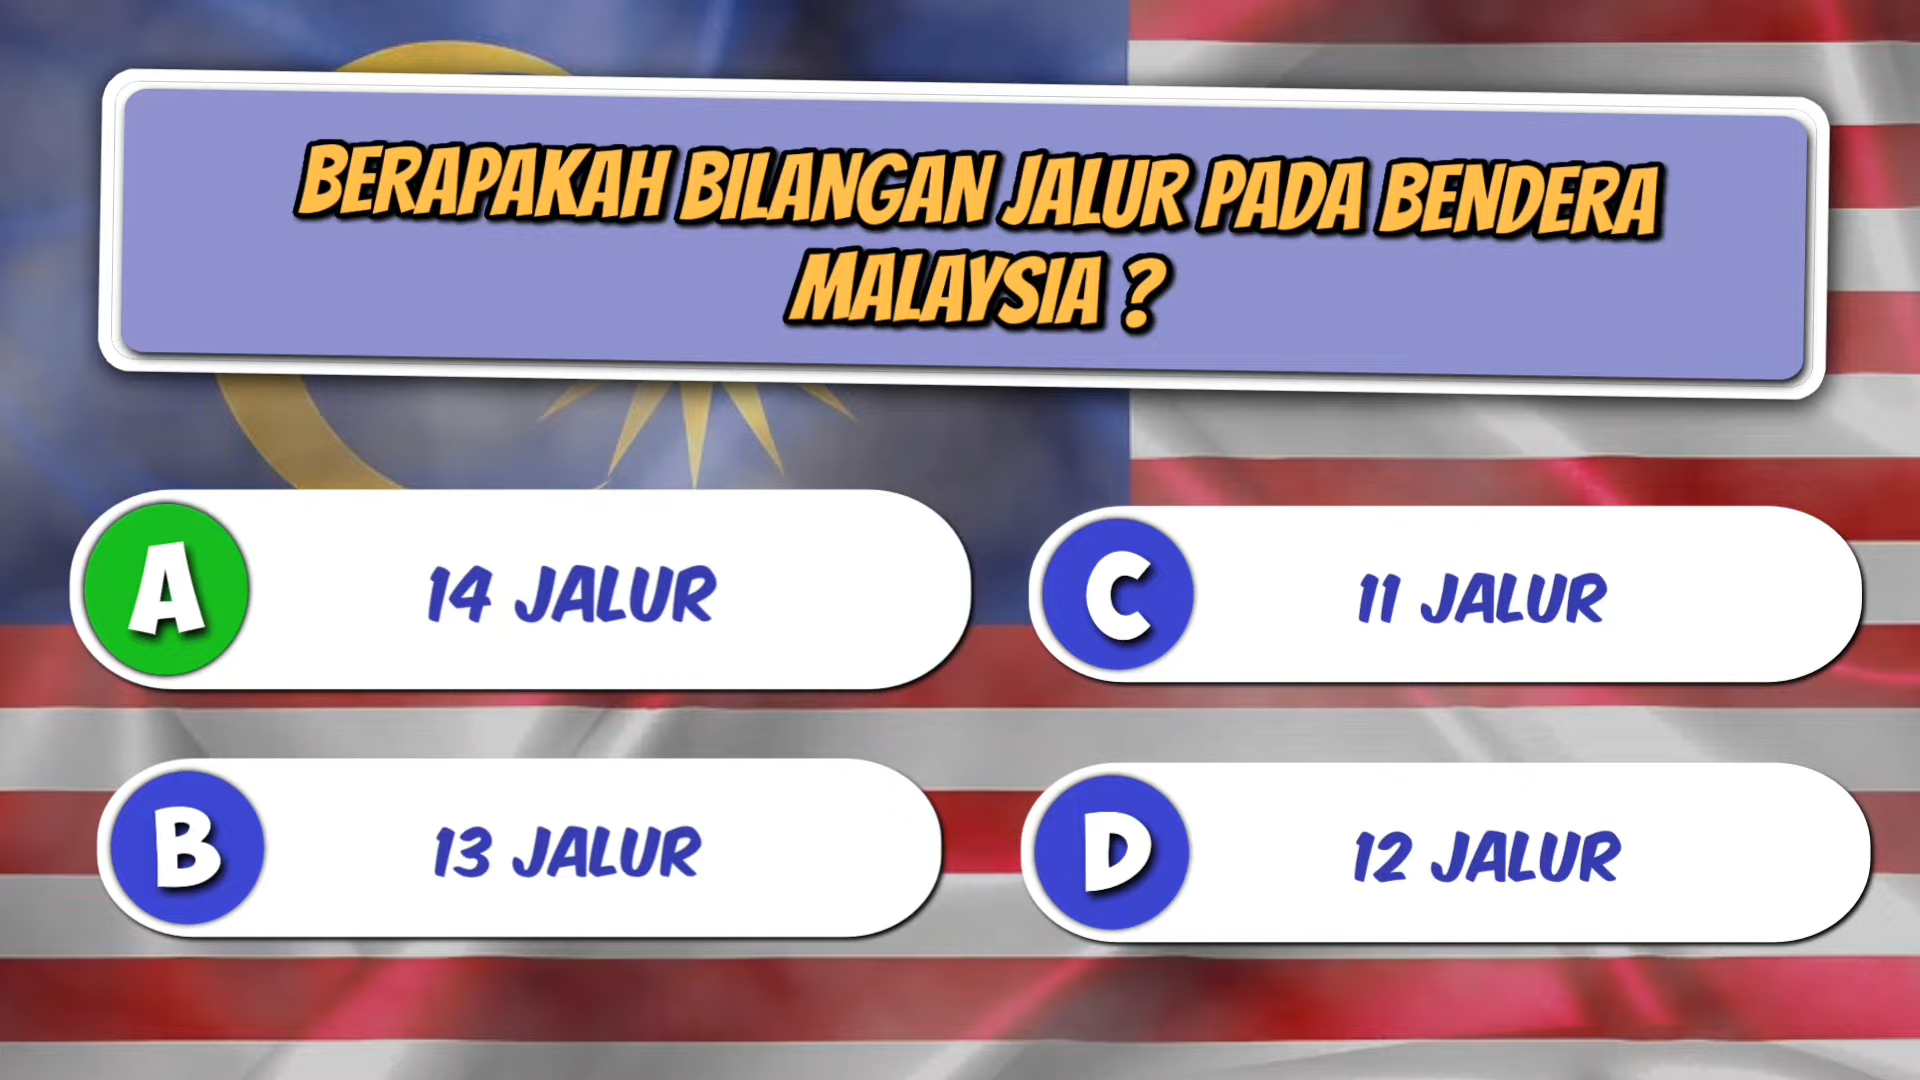 BERAPAKAH BILANGAN JALUR PADA BENDERA
MALAYSIA ?
A
14 JALUR
C
11 JALUR
B
13 JALUR
D
12 JALUR